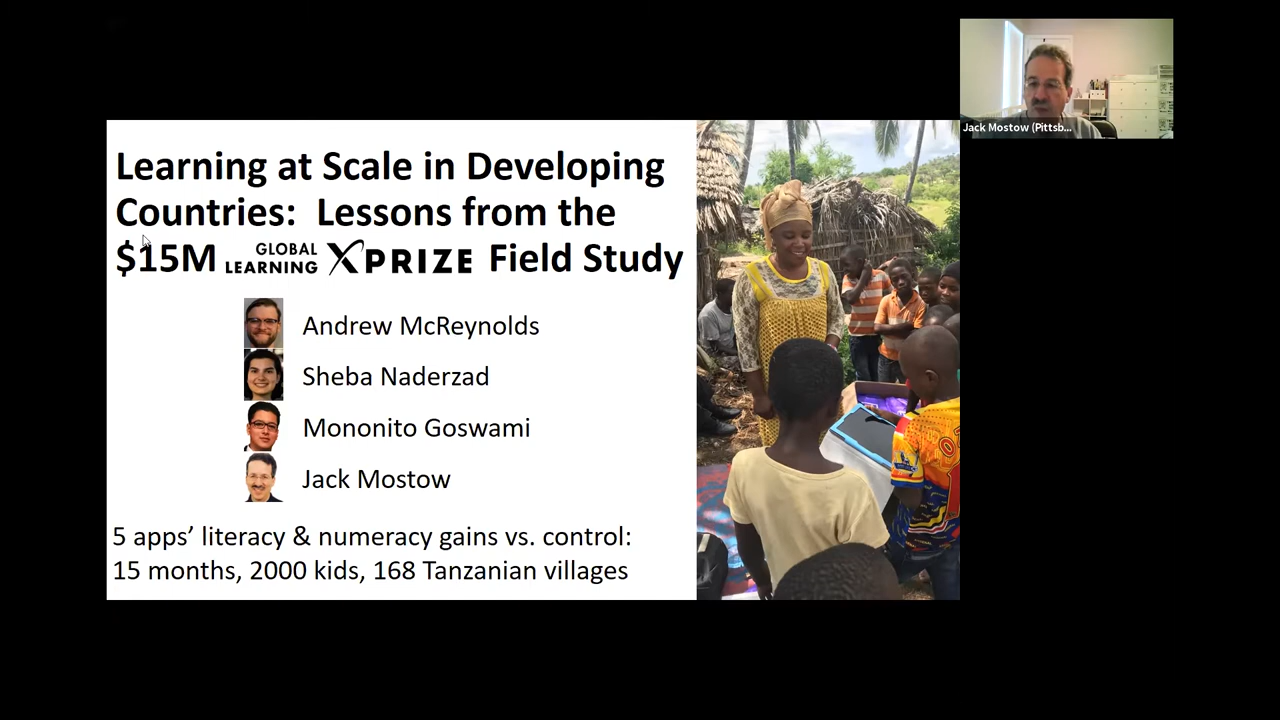 Jack Mostow (Pittsb...
Learning at Scale in Developing
Countries: Lessons from the
$15M GLOBAL LEARNING XPRIZE Field Study
Andrew McReynolds
Sheba Naderzad
Mononito Goswami
Jack Mostow
5 apps’ literacy & numeracy gains vs. control:
15 months, 2000 kids, 168 Tanzanian villages